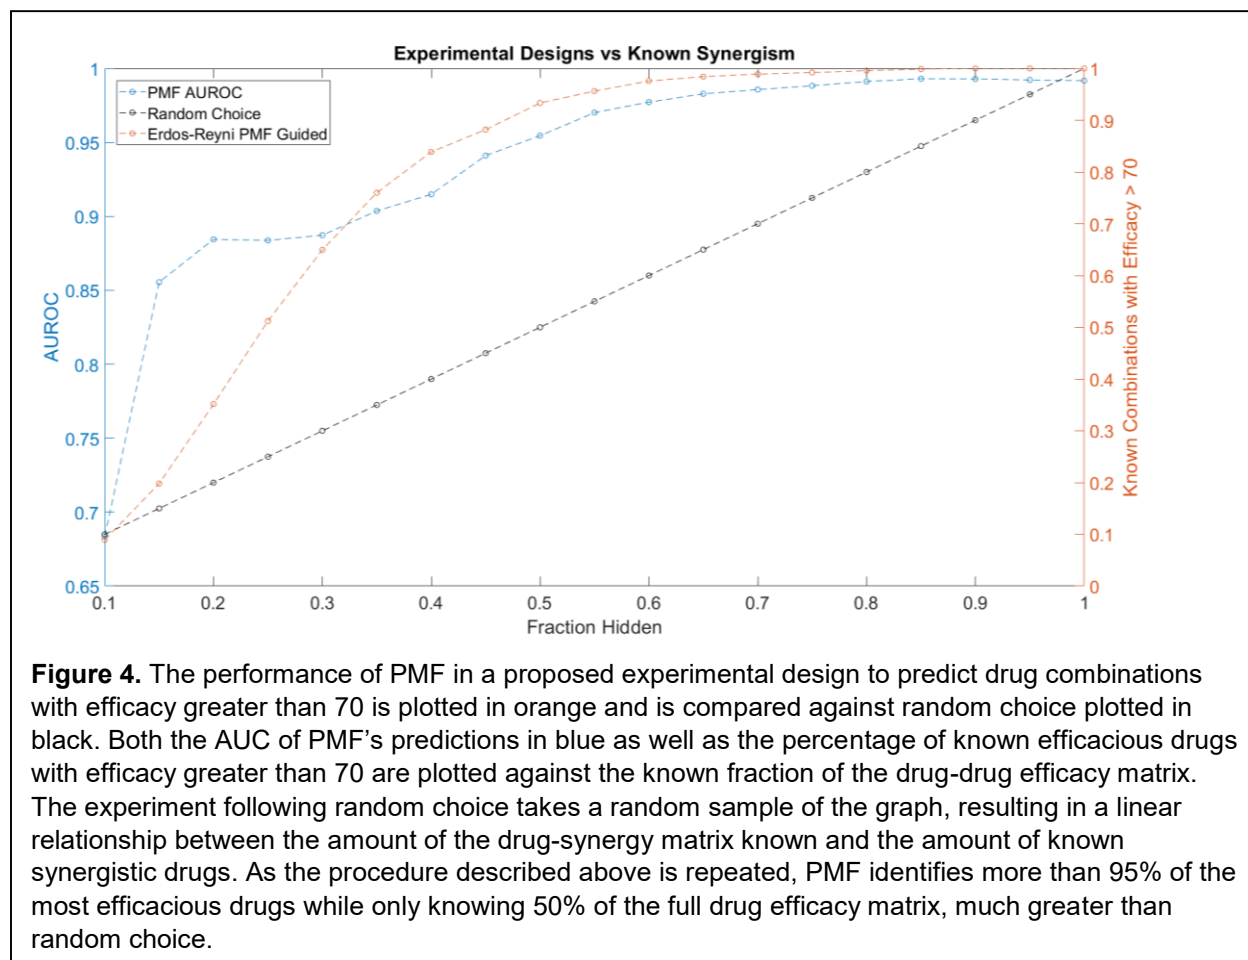 Experimental Designs vs Known Synergism
PMF AUROC
Random Choice
Erdos-Reyni PMF Guided
1
0.95
0.9
0.85
0.8
0.75
0.7
0.65
AUROC
1
0.9
0.8
0.7
0.6
0.5
0.4
0.3
0.2
0.1
0
Known Combinations with Efficacy > 70
0.1 0.2 0.3 0.4 0.5 0.6 0.7 0.8 0.9 1
Fraction Hidden
Figure 4. The performance of PMF in a proposed experimental design to predict drug combinations
with efficacy greater than 70 is plotted in orange and is compared against random choice plotted in
black. Both the AUC of PMF's predictions in blue as well as the percentage of known efficacious drugs
with efficacy greater than 70 are plotted against the known fraction of the drug-drug efficacy matrix.
The experiment following random choice takes a random sample of the graph, resulting in a linear
relationship between the amount of the drug-synergy matrix known and the amount of known
synergistic drugs. As the procedure described above is repeated, PMF identifies more than 95% of the
most efficacious drugs while only knowing 50% of the full drug efficacy matrix, much greater than
random choice.